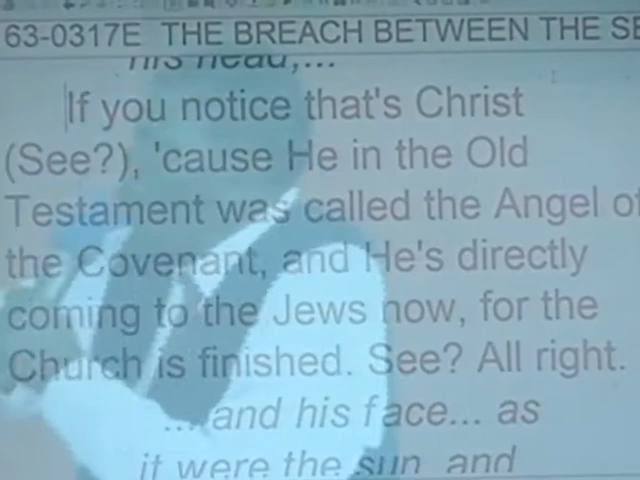 63-0317E THE BREACH BETWEEN THE
his head,...
If you notice that's Christ
(See?), 'cause He in the Old
Testament was called the Angel of
the Covenant, and He's directly
coming to the Jews now, for the
Church is finished. See? All right.
...and his face... as
it were the sun and